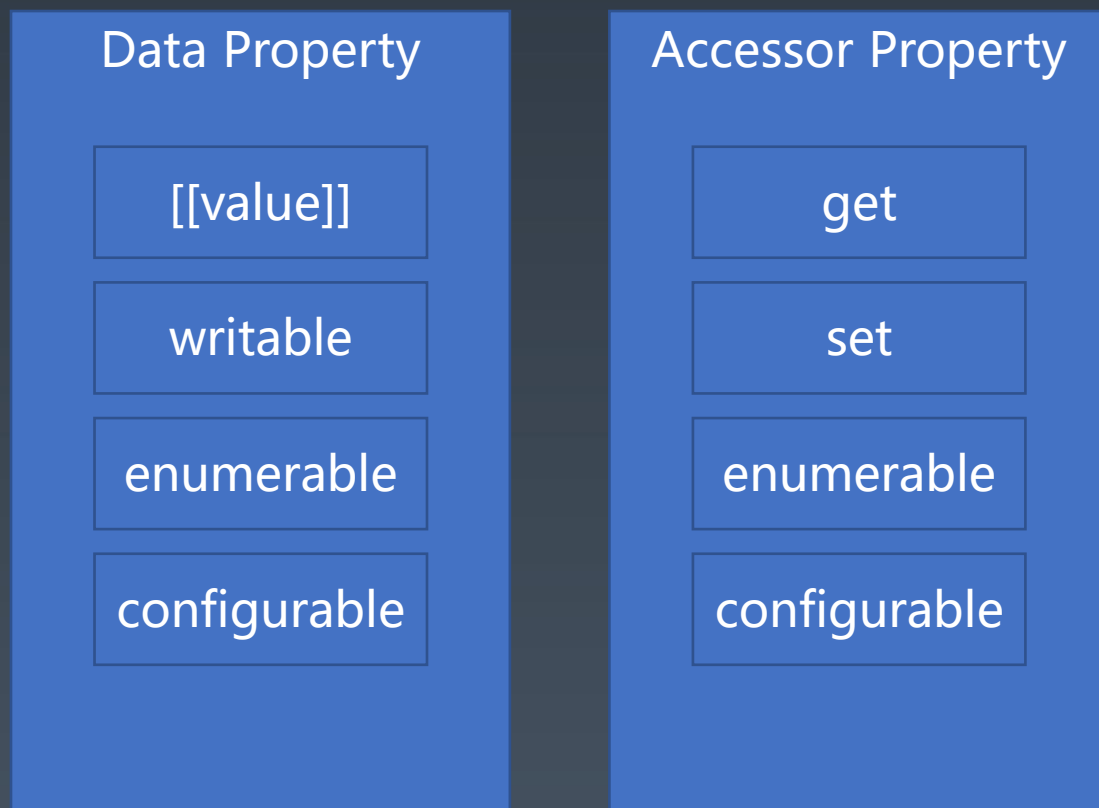 Data Property
[[value]]
writable
enumerable
configurable
Accessor Property
get
set
enumerable
configurable